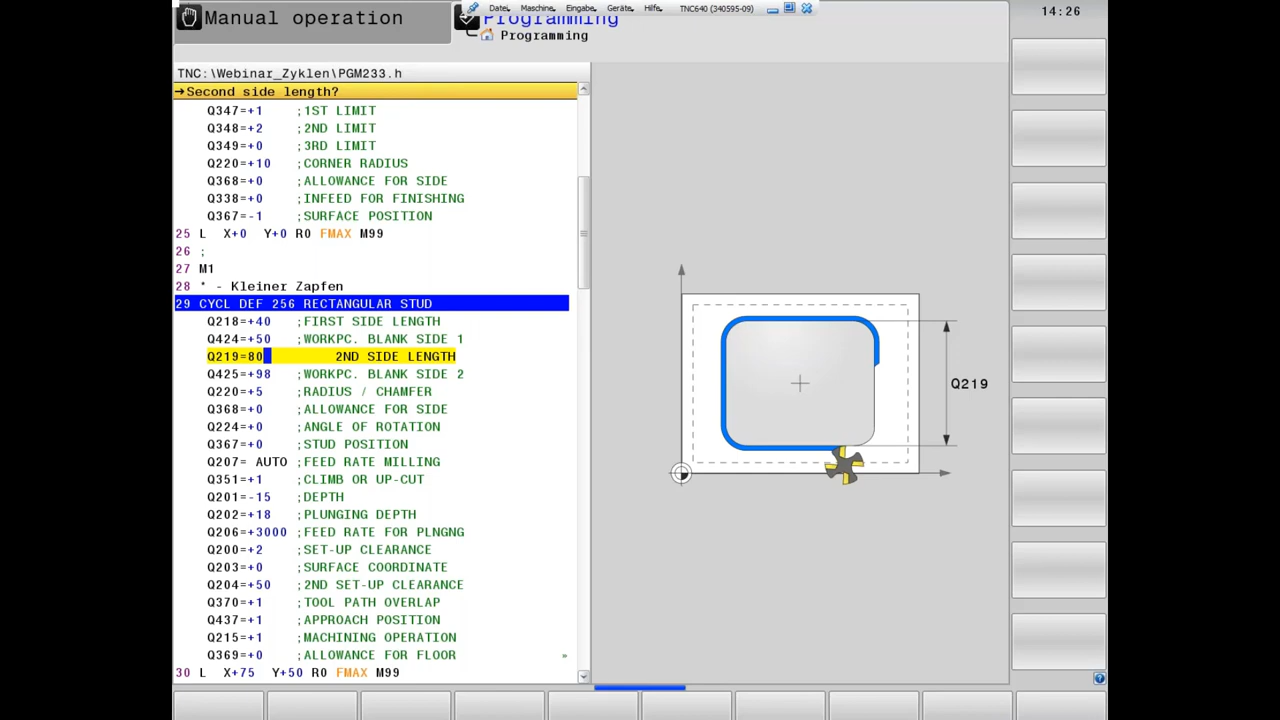 Manual operation
Programming
Programming
Datei Maschine Eingabe Geräte Hilfe TNC640 (340595-09)
14:26
TNC:\Webinar_Zyklen\PGM233.h
→Second side length?
Q347=+1 ;1ST LIMIT
Q348=+2 ;2ND LIMIT
Q349=+0 ;3RD LIMIT
Q220=+10 ;CORNER RADIUS
Q368=+0 ;ALLOWANCE FOR SIDE
Q338=+0 ;INFEED FOR FINISHING
Q367=-1 ;SURFACE POSITION
25 L X+0 Y+0 R0 FMAX M99
26 ;
27 M1
28 * - Kleiner Zapfen
29 CYCL DEF 256 RECTANGULAR STUD
Q218=+40 ;FIRST SIDE LENGTH
Q424=+50 ;WORKPC. BLANK SIDE 1
Q219=80 2ND SIDE LENGTH
Q425=+98 ;WORKPC. BLANK SIDE 2
Q220=+5 ;RADIUS / CHAMFER
Q368=+0 ;ALLOWANCE FOR SIDE
Q224=+0 ;ANGLE OF ROTATION
Q367=+0 ;STUD POSITION
Q207= AUTO ;FEED RATE MILLING
Q351=+1 ;CLIMB OR UP-CUT
Q201=-15 ;DEPTH
Q202=+18 ;PLUNGING DEPTH
Q206=+3000 ;FEED RATE FOR PLNGNG
Q200=+2 ;SET-UP CLEARANCE
Q203=+0 ;SURFACE COORDINATE
Q204=+50 ;2ND SET-UP CLEARANCE
Q370=+1 ;TOOL PATH OVERLAP
Q437=+1 ;APPROACH POSITION
Q215=+1 ;MACHINING OPERATION
Q369=+0 ;ALLOWANCE FOR FLOOR »
30 L X+75 Y+50 R0 FMAX M99
Q219